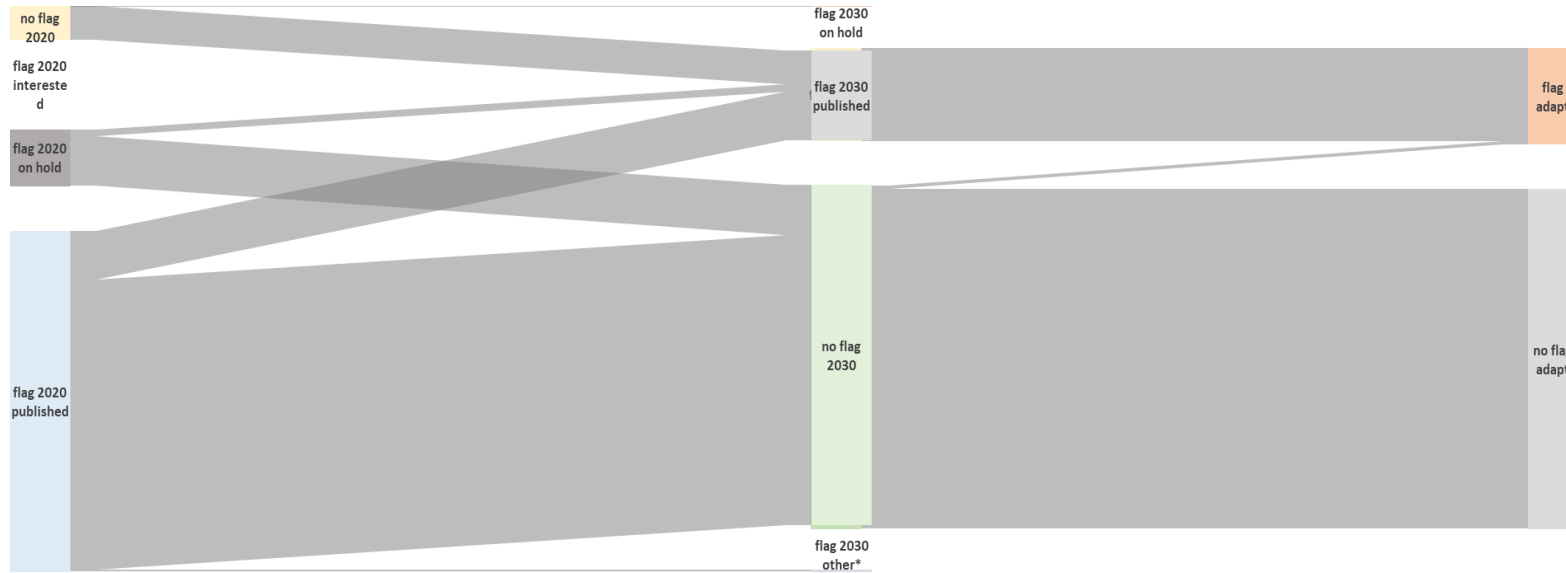 no flag
2020
flag 2020
intereste
d
flag 2020
on hold
flag 2020
published
flag 2030
on hold
flag 2030
published
no flag
2030
flag 2030
other*
flag
adapt
no fla
adapt